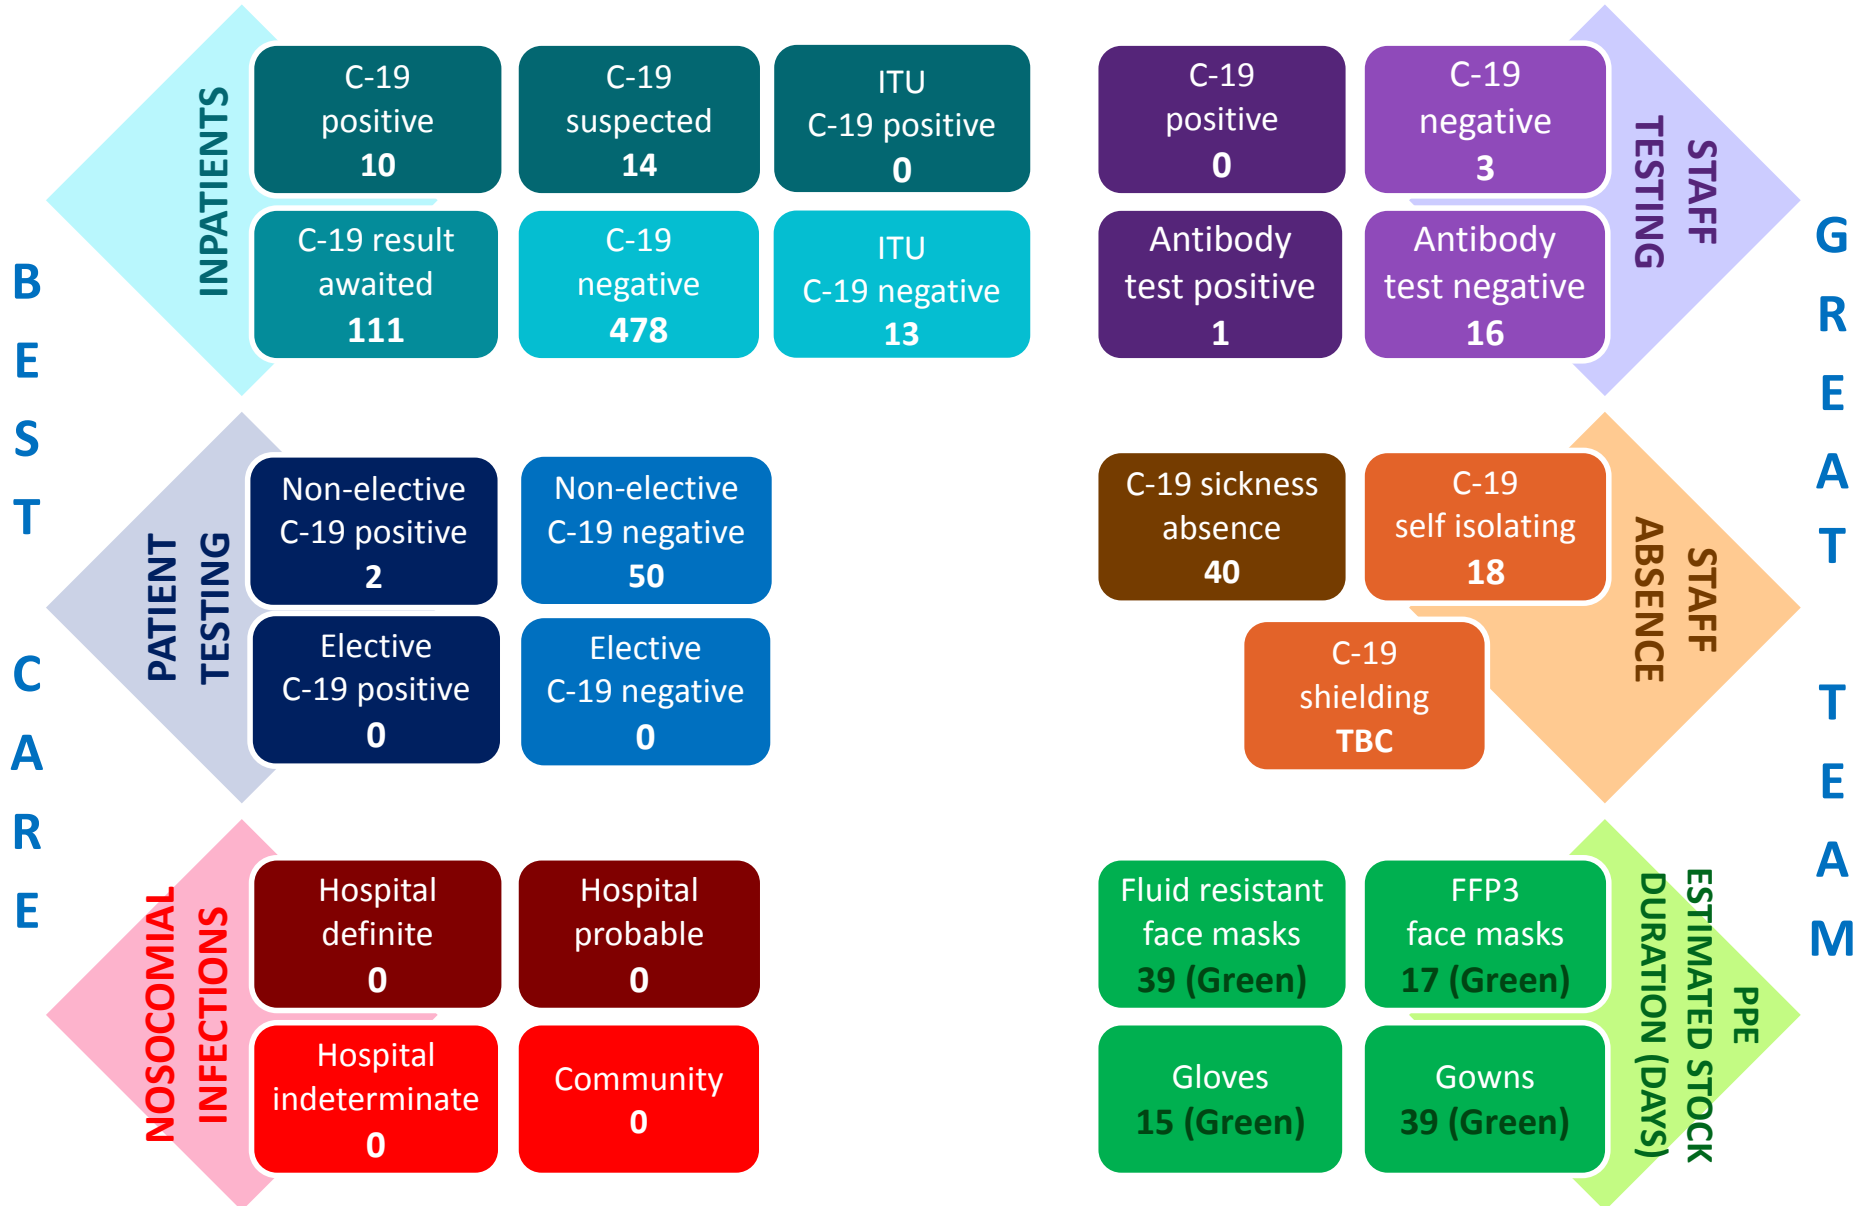 BEST CARE
INPATIENTS
C-19
positive
10
C-19
suspected
14
ITU
C-19 positive
0
C-19 result
awaited
111
C-19
negative
478
ITU
C-19 negative
13
PATIENT
TESTING
Non-elective
C-19 positive
2
Non-elective
C-19 negative
50
Elective
C-19 positive
0
Elective
C-19 negative
0
NOSOCOMIAL
INFECTIONS
Hospital
definite
0
Hospital
probable
0
Hospital
indeterminate
0
Community
0
C-19
positive
0
C-19
negative
3
Antibody
test positive
1
Antibody
test negative
16
STAFF
TESTING
C-19 sickness
absence
40
C-19
self isolating
18
C-19
shielding
TBC
STAFF
ABSENCE
Fluid resistant
face masks
39 (Green)
FFP3
face masks
17 (Green)
Gloves
15 (Green)
Gowns
39 (Green)
PPE
ESTIMATED STOCK
DURATION (DAYS)
GREAT TEAM